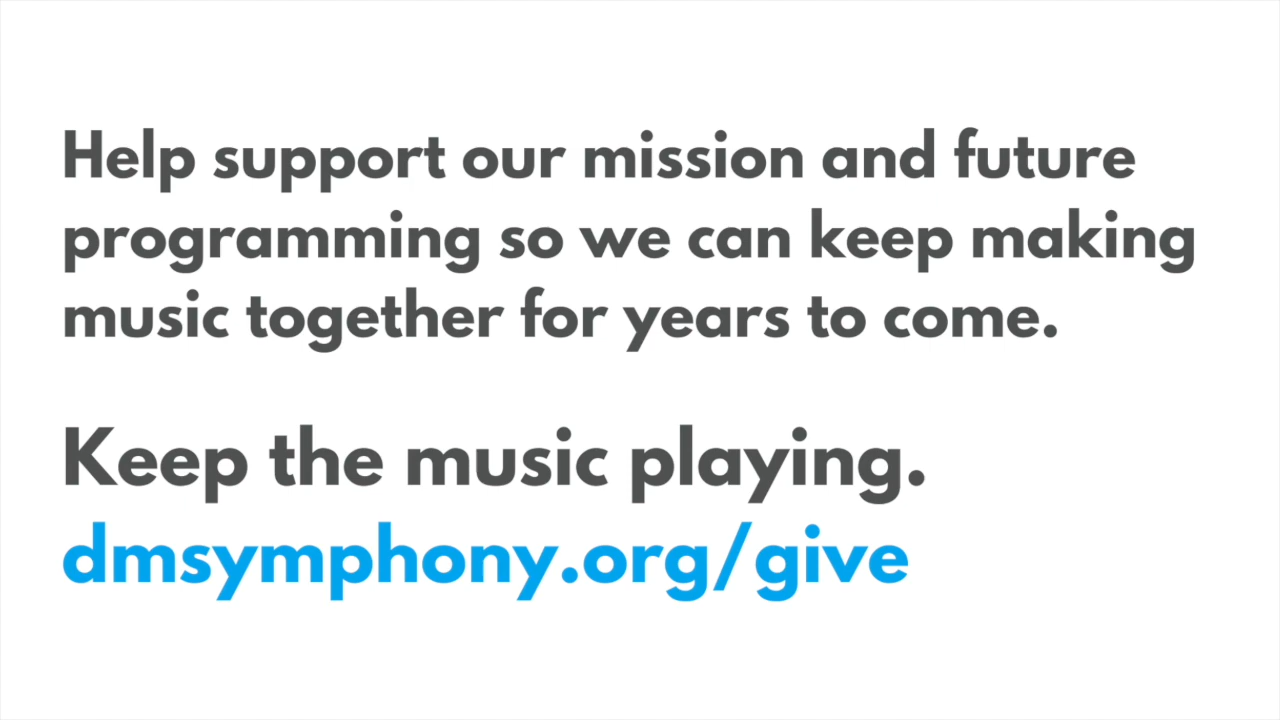 Help support our mission and future
programming so we can keep making
music together for years to come.
Keep the music playing.
dmsymphony.org/give